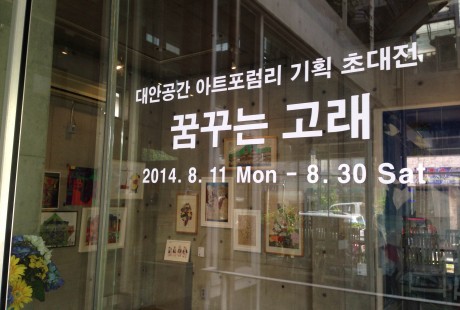 대안공간 아트포럼리 기획 초대전
꿈꾸는 고래
2014. 8. 11 Mon - 8. 30 Sat